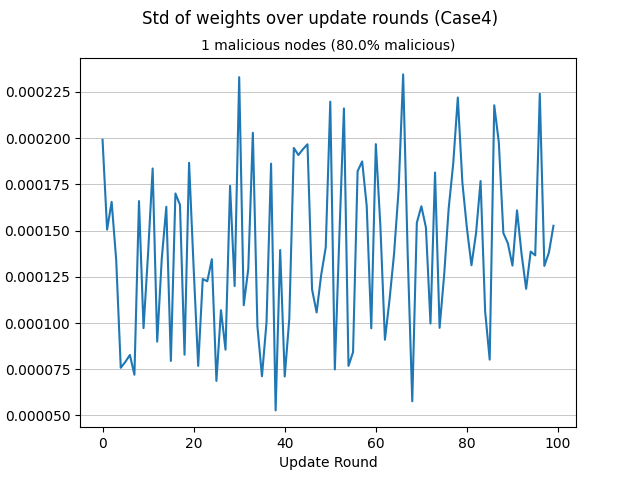 Std of weights over update rounds (Case4)
1 malicious nodes (80.0% malicious)
0.000225
0.000200
0.000175
0.000150
0.000125
0.000100
0.000075
0.000050
0 20 40 60 80 100
Update Round